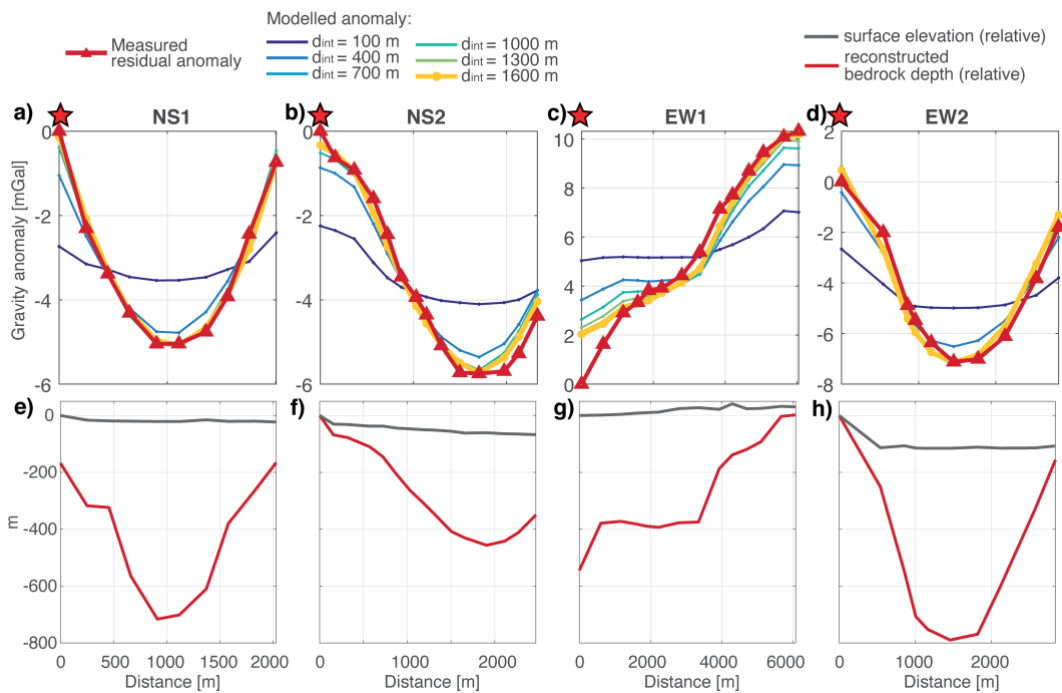 Modelled anomaly:
Measured
residual anomaly
dint = 100 m
dint = 400 m
dint = 700 m
dint = 1000 m
dint = 1300 m
dint = 1600 m
surface elevation (relative)
reconstructed
bedrock depth (relative)
a) NS1
b) NS2
c) EW1
d) EW2
Gravity anomaly [mGal]
0
-2
-4
-6
0
-2
-4
-6
10
8
6
4
2
0
2
0
-2
-4
-6
-8
e)
f)
g)
h)
m
0
-200
-400
-600
-800
0 500 1000 1500 2000
0 1000 2000
0 2000 4000 6000
0 1000 2000
Distance [m]
Distance [m]
Distance [m]
Distance [m]